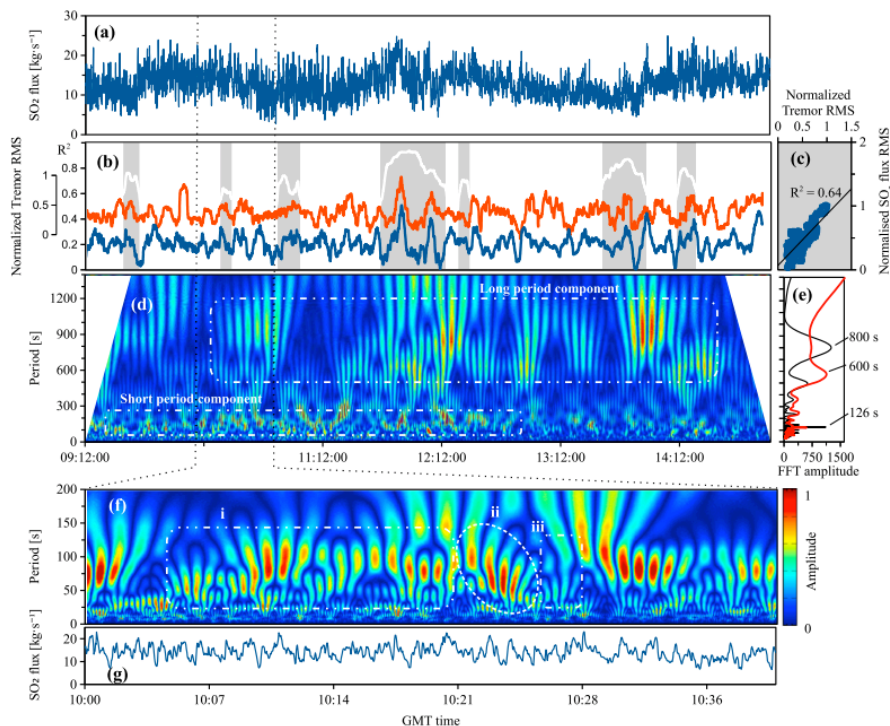 (a)
SO₂ flux [kg·s⁻¹]
30
20
10
0
Normalized
Tremor RMS
0 0.5 1 1.5
(b)
Normalized Tremor RMS
R²
1
0.5
0
0.8
0.6
0.4
0.2
0
(c)
R² = 0.64
2
1
0
Normalised SO₂ flux RMS
(d)
Long period component
Short period component
Period [s]
1200
900
600
300
0
09:12:00 11:12:00 12:12:00 13:12:00 14:12:00
(e)
800 s
600 s
126 s
0 750 1500
FFT amplitude
(f)
i
ii
iii
Period [s]
200
150
100
50
0
1
0
Amplitude
SO₂ flux [kg·s⁻¹]
20
10
0
(g)
10:00 10:07 10:14 10:21 10:28 10:36
GMT time